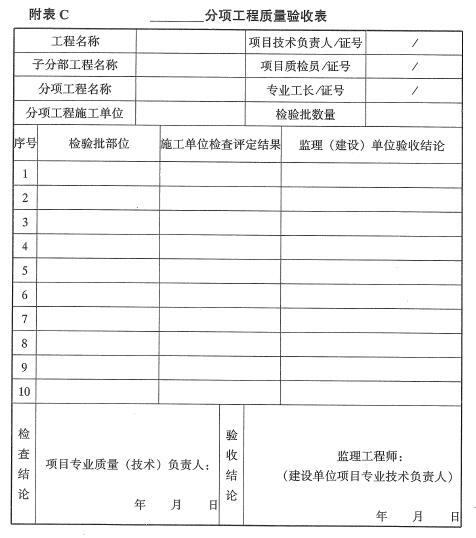 附表 C ________分项工程质量验收表
工程名称 项目技术负责人/证号 /
子分部工程名称 项目质检员/证号 /
分项工程名称 专业工长/证号 /
分项工程施工单位 检验批数量
序号 检验批部位 施工单位检查评定结果 监理（建设）单位验收结论
1
2
3
4
5
6
7
8
9
10
检查结论
项目专业质量（技术）负责人：
年 月 日
验收结论
监理工程师：
（建设单位项目专业技术负责人）
年 月 日